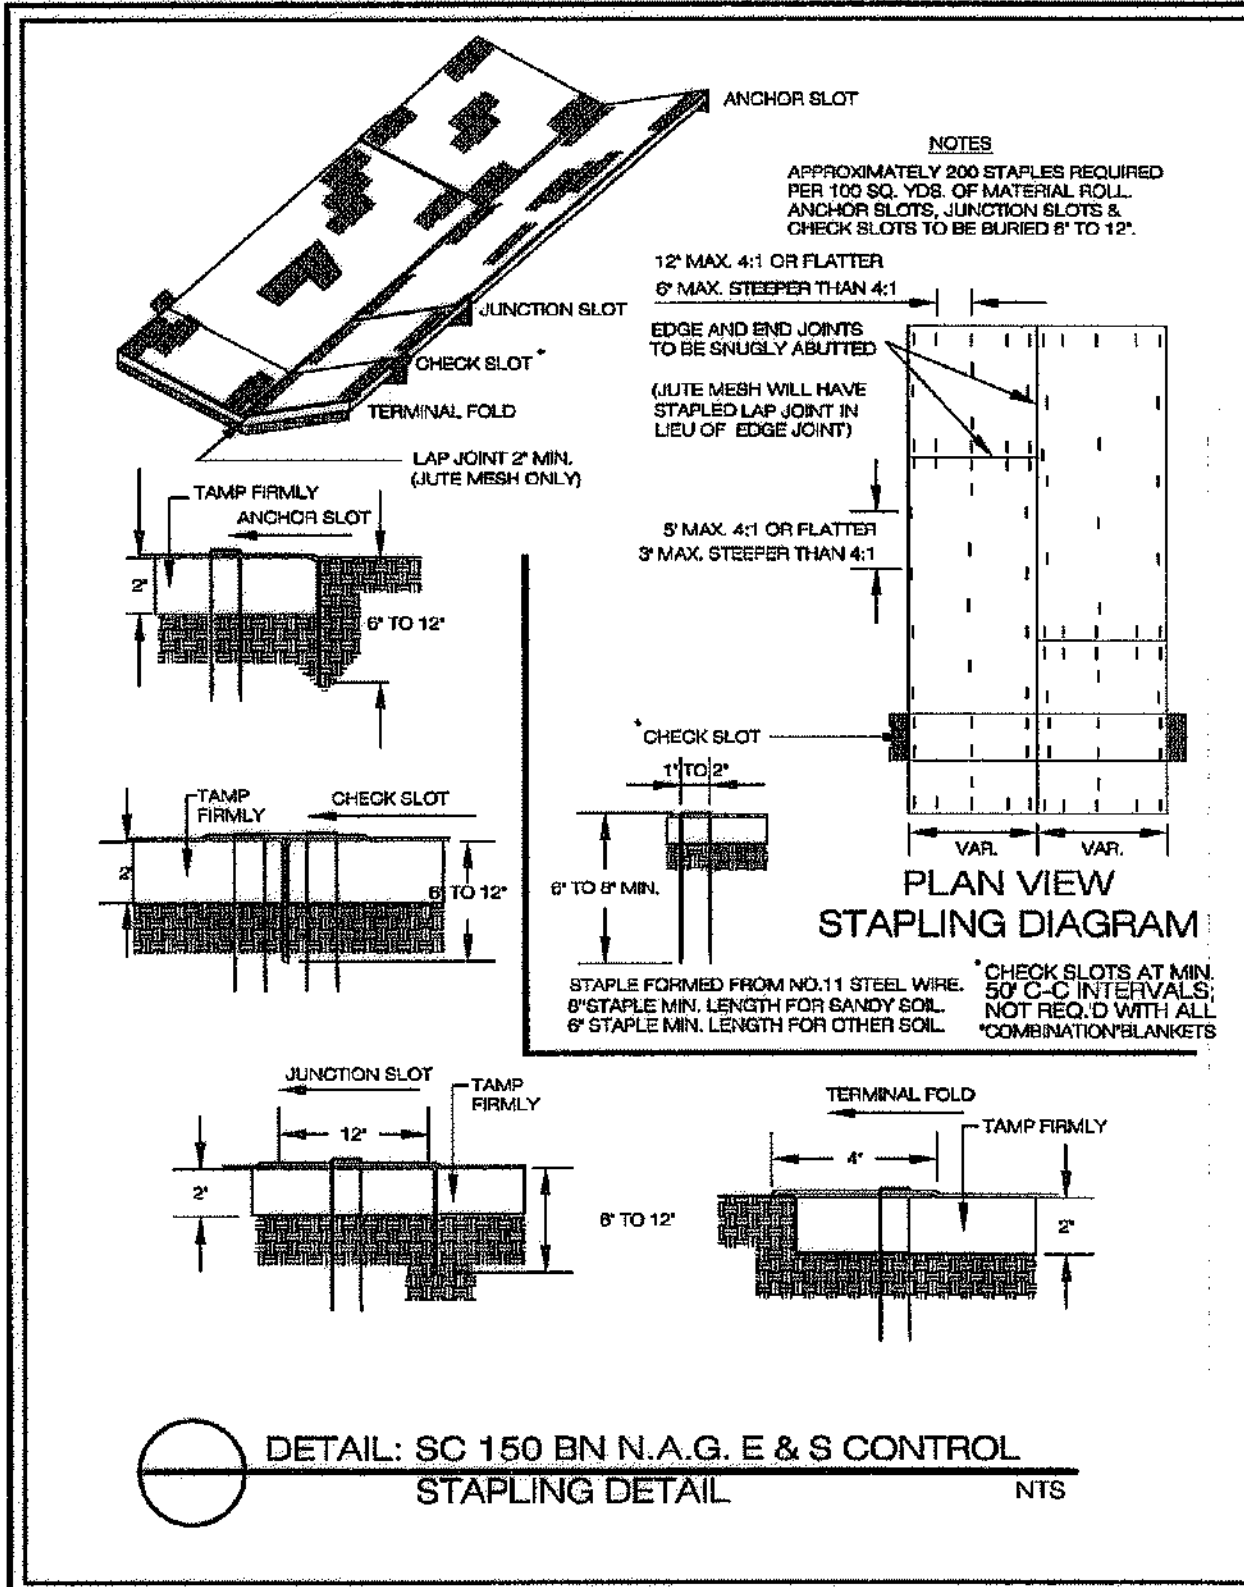 ANCHOR SLOT
NOTES
APPROXIMATELY 200 STAPLES REQUIRED
PER 100 SQ. YDS. OF MATERIAL ROLL.
ANCHOR SLOTS, JUNCTION SLOTS &
CHECK SLOTS TO BE BURIED 6" TO 12".
12" MAX. 4:1 OR FLATTER
6" MAX. STEEPER THAN 4:1
JUNCTION SLOT
EDGE AND END JOINTS
TO BE SNUGLY ABUTTED
CHECK SLOT *
(JUTE MESH WILL HAVE
STAPLED LAP JOINT IN
LIEU OF EDGE JOINT)
TERMINAL FOLD
LAP JOINT 2" MIN.
(JUTE MESH ONLY)
TAMP FIRMLY
ANCHOR SLOT
2"
6" TO 12"
5' MAX. 4:1 OR FLATTER
3' MAX. STEEPER THAN 4:1
* CHECK SLOT
1" TO 2"
TAMP
FIRMLY
CHECK SLOT
2"
6" TO 12"
6" TO 8" MIN.
VAR.
VAR.
PLAN VIEW
STAPLING DIAGRAM
STAPLE FORMED FROM NO.11 STEEL WIRE.
8" STAPLE MIN. LENGTH FOR SANDY SOIL.
6" STAPLE MIN. LENGTH FOR OTHER SOIL.
* CHECK SLOTS AT MIN.
50' C-C INTERVALS;
NOT REQ.'D WITH ALL
"COMBINATION" BLANKETS
JUNCTION SLOT
TAMP
FIRMLY
12"
2"
6" TO 12"
TERMINAL FOLD
TAMP FIRMLY
4"
2"
DETAIL: SC 150 BN N.A.G. E & S CONTROL
STAPLING DETAIL
NTS